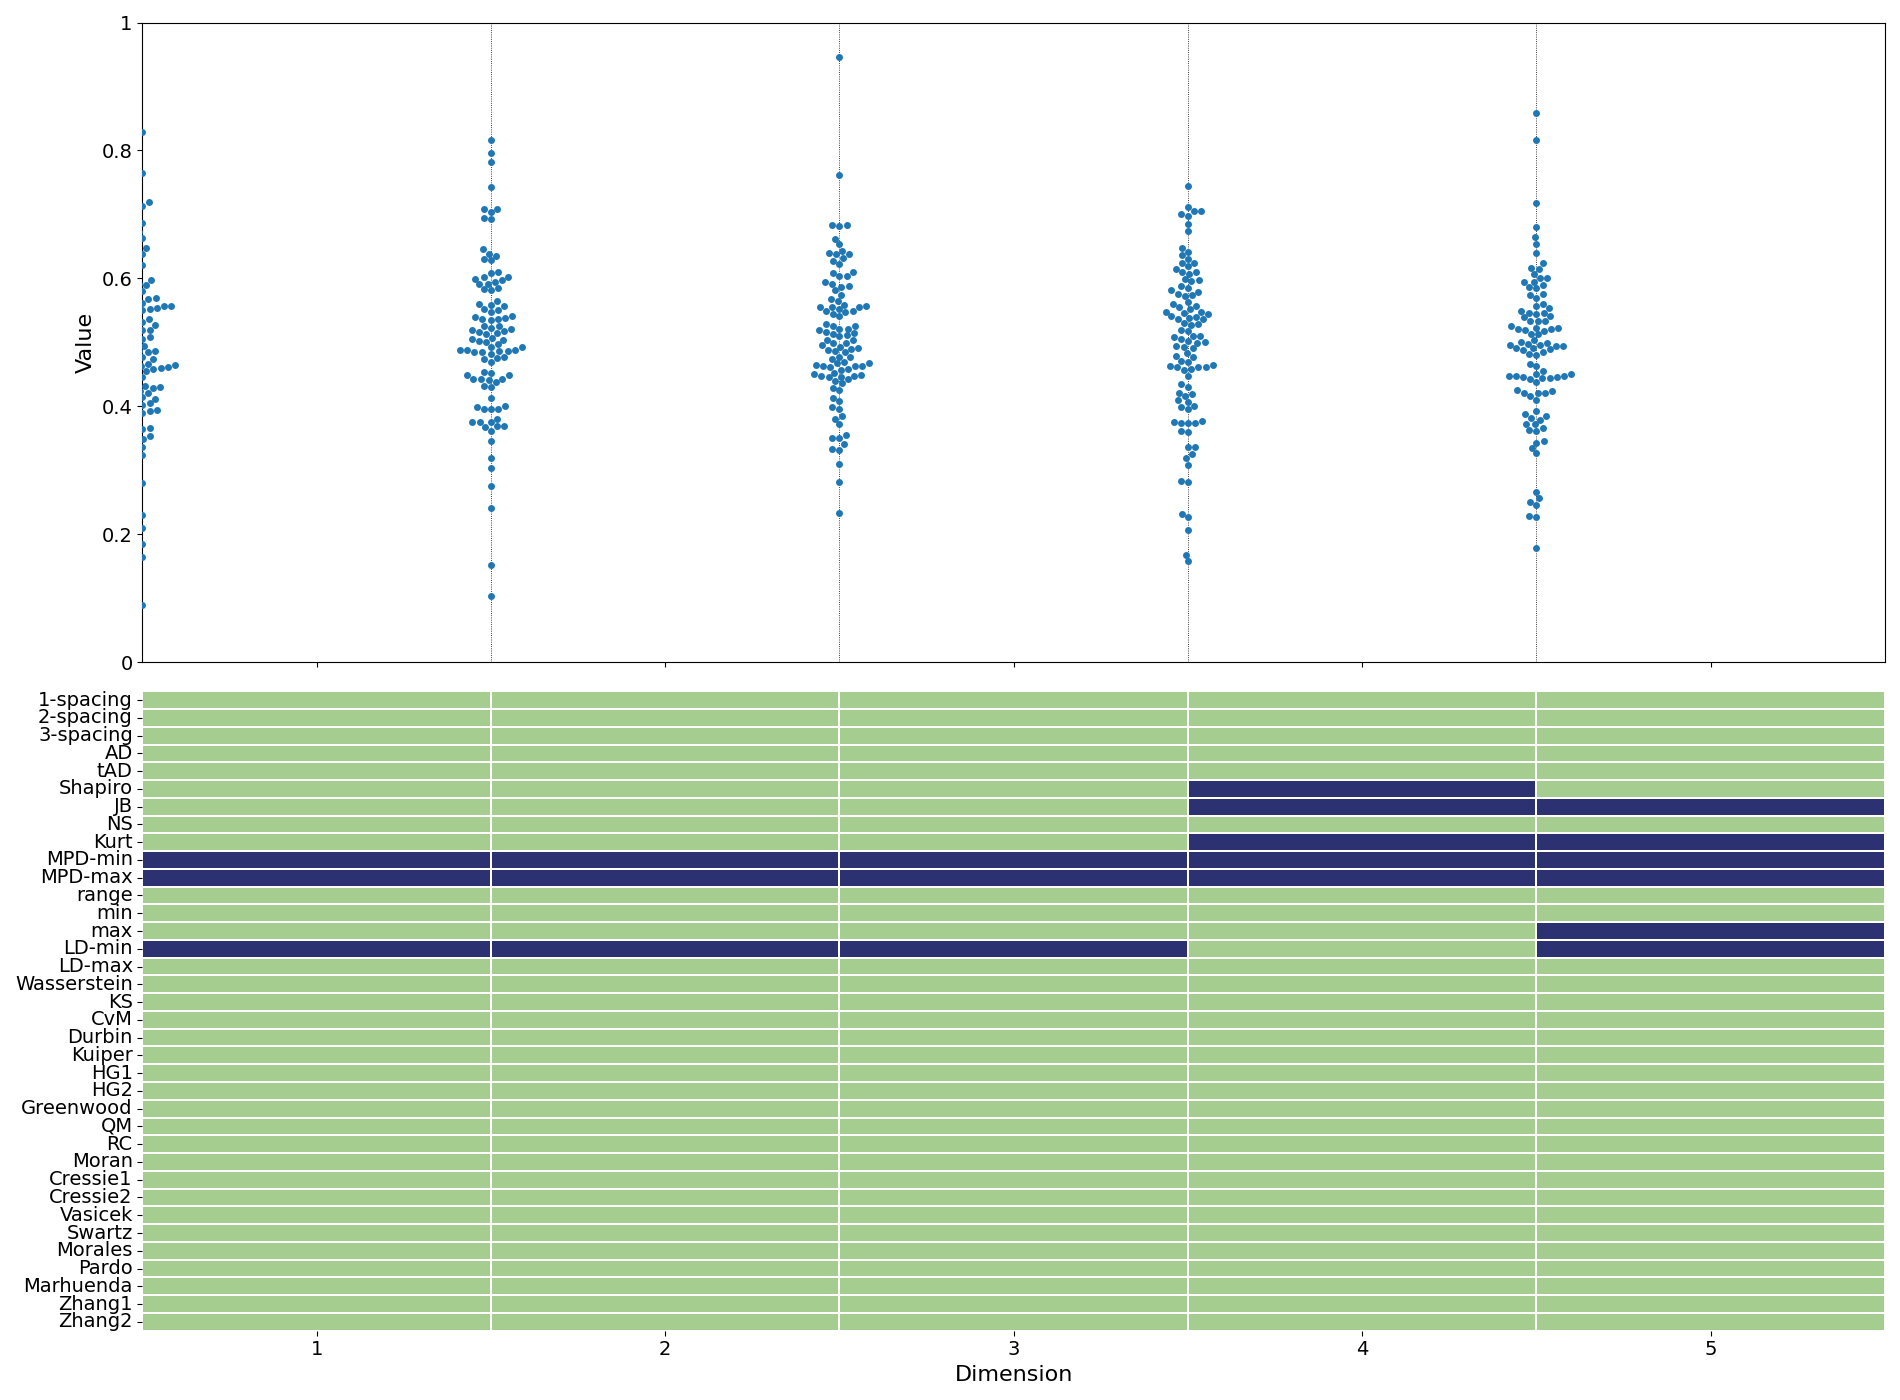 1
0.8
0.6
0.4
0.2
0
Value
1-spacing
2-spacing
3-spacing
AD
tAD
Shapiro
JB
NS
Kurt
MPD-min
MPD-max
range
min
max
LD-min
LD-max
Wasserstein
KS
CvM
Durbin
Kuiper
HG1
HG2
Greenwood
QM
RC
Moran
Cressie1
Cressie2
Vasicek
Swartz
Morales
Pardo
Marhuenda
Zhang1
Zhang2
1 2 3 4 5
Dimension